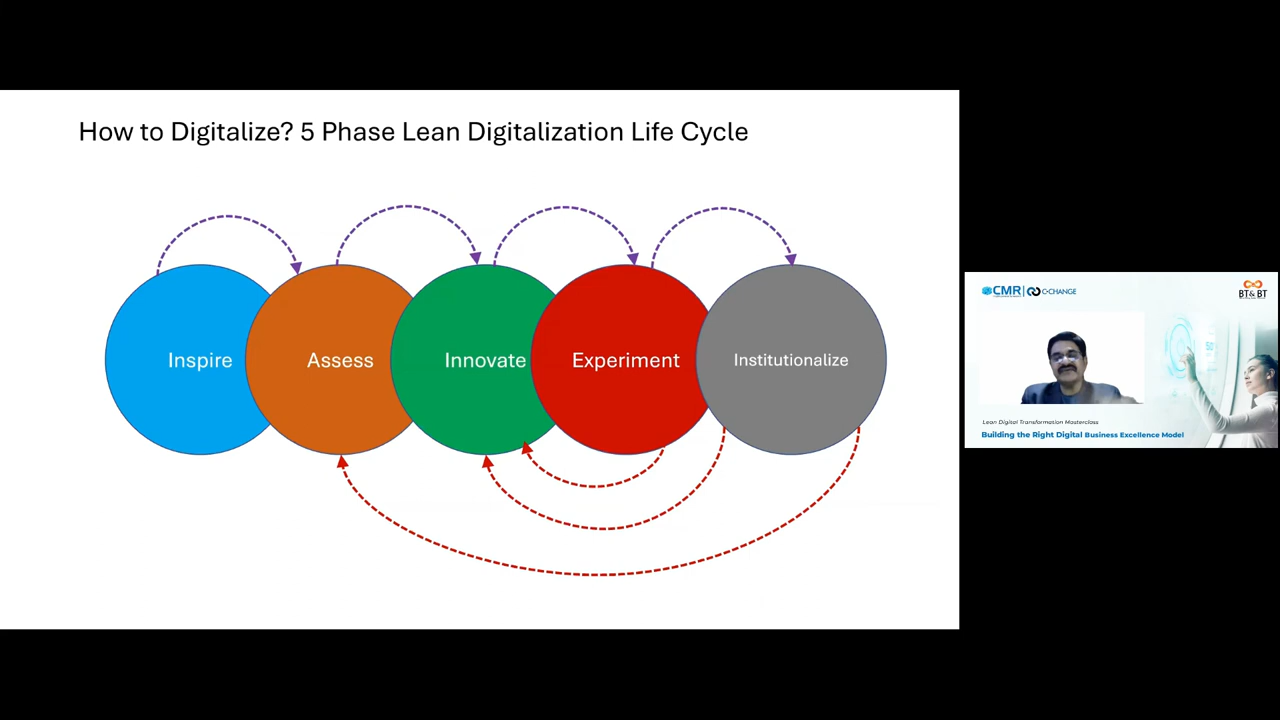 How to Digitalize? 5 Phase Lean Digitalization Life Cycle
Inspire
Assess
Innovate
Experiment
Institutionalize
CMR
C-CHANGE
BT&BT
Lean Digital Transformation Masterclass
Building the Right Digital Business Excellence Model